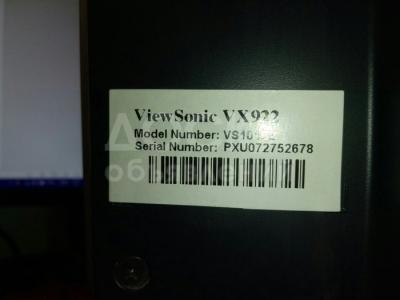 ViewSonic VX922
Model Number:
Serial Number: PXU072752678